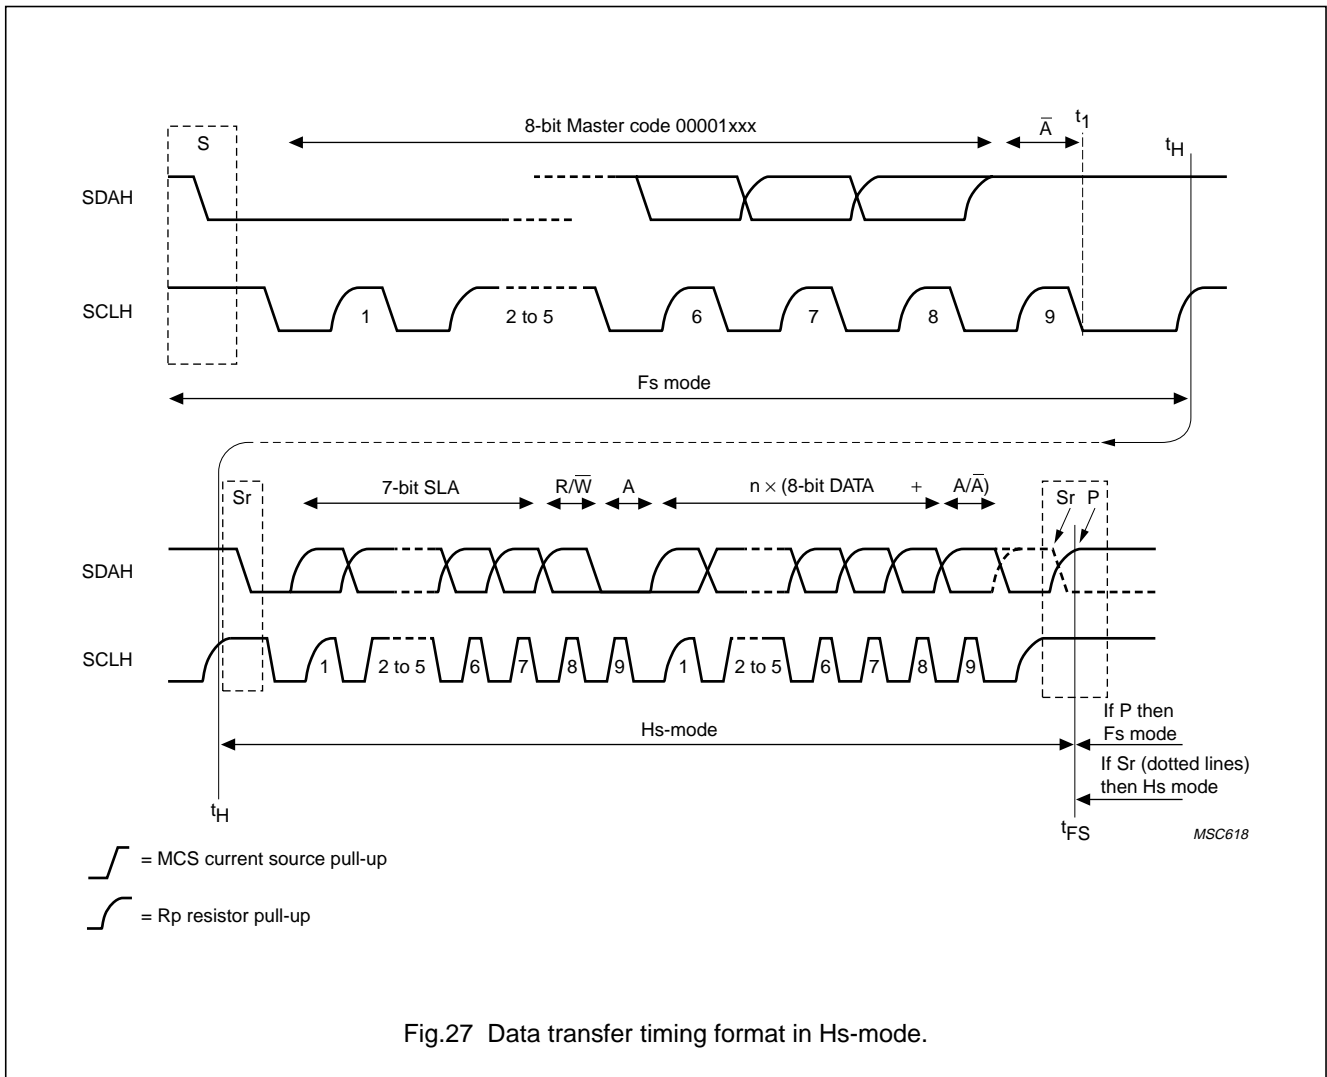 8-bit Master code 00001xxx
A̅
t1
tH
S
SDAH
SCLH
1
2 to 5
6
7
8
9
Fs mode
Sr
7-bit SLA
R/W̅
A
n × (8-bit DATA +
A/A̅)
Sr P
SDAH
SCLH
1
2 to 5
6
7
8
9
1
2 to 5
6
7
8
9
Hs-mode
If P then
Fs mode
If Sr (dotted lines)
then Hs mode
tH
tFS
MSC618
= MCS current source pull-up
= Rp resistor pull-up
Fig.27 Data transfer timing format in Hs-mode.